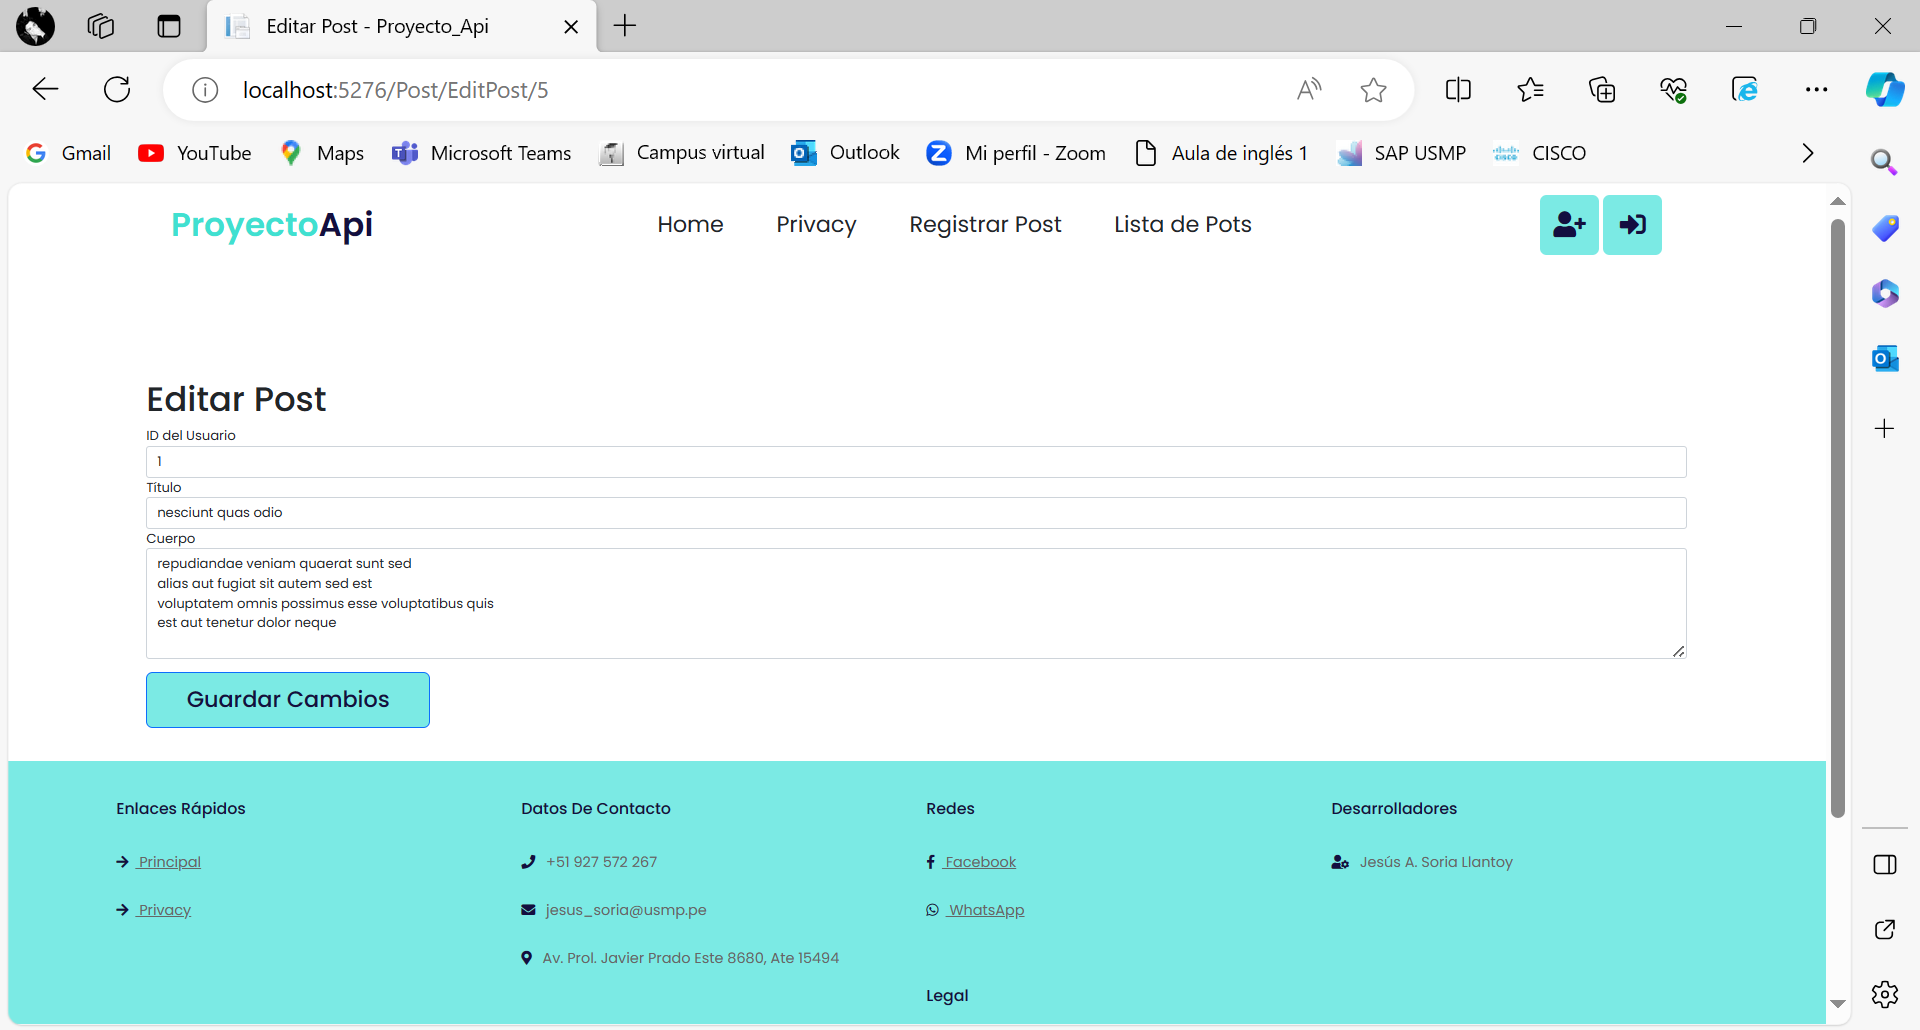 Editar Post - Proyecto_Api
localhost:5276/Post/EditPost/5
Gmail YouTube Maps Microsoft Teams Campus virtual Outlook Mi perfil - Zoom Aula de inglés 1 SAP USMP CISCO
ProyectoApi
Home Privacy Registrar Post Lista de Pots
Editar Post
ID del Usuario
1
Título
nesciunt quas odio
Cuerpo
repudiandae veniam quaerat sunt sed
alias aut fugiat sit autem sed est
voluptatem omnis possimus esse voluptatibus quis
est aut tenetur dolor neque
Guardar Cambios
Enlaces Rápidos
Principal
Privacy
Datos De Contacto
+51 927 572 267
jesus_soria@usmp.pe
Av. Prol. Javier Prado Este 8680, Ate 15494
Redes
Facebook
WhatsApp
Legal
Desarrolladores
Jesús A. Soria Llantoy